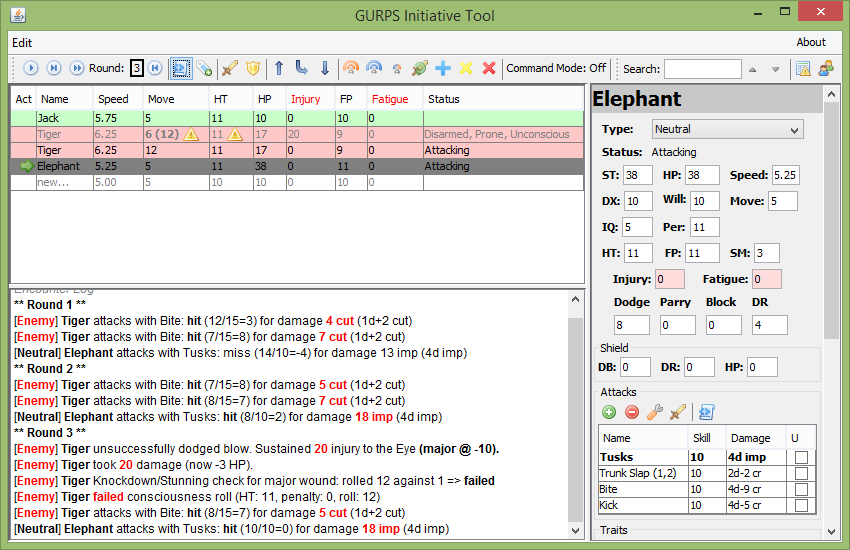 GURPS Initiative Tool
Edit About
Round: 3 Command Mode: Off Search:
Act Name Speed Move HT HP Injury FP Fatigue Status
Jack 5.75 5 11 10 0 10 0
Tiger 6.25 6 (12) 11 17 20 9 0 Disarmed, Prone, Unconscious
Tiger 6.25 12 11 17 0 9 0 Attacking
Elephant 5.25 5 11 38 0 11 0 Attacking
new... 5.00 5 10 10 0 10 0
Encounter Log
** Round 1 **
[Enemy] Tiger attacks with Bite: hit (12/15=3) for damage 4 cut (1d+2 cut)
[Enemy] Tiger attacks with Bite: hit (7/15=8) for damage 7 cut (1d+2 cut)
[Neutral] Elephant attacks with Tusks: miss (14/10=-4) for damage 13 imp (4d imp)
** Round 2 **
[Enemy] Tiger attacks with Bite: hit (7/15=8) for damage 5 cut (1d+2 cut)
[Enemy] Tiger attacks with Bite: hit (8/15=7) for damage 7 cut (1d+2 cut)
[Neutral] Elephant attacks with Tusks: hit (8/10=2) for damage 18 imp (4d imp)
** Round 3 **
[Enemy] Tiger unsuccessfully dodged blow. Sustained 20 injury to the Eye (major @ -10).
[Enemy] Tiger took 20 damage (now -3 HP).
[Enemy] Tiger Knockdown/Stunning check for major wound: rolled 12 against 1 => failed
[Enemy] Tiger failed consciousness roll (HT: 11, penalty: 0, roll: 12)
[Enemy] Tiger attacks with Bite: hit (8/15=7) for damage 5 cut (1d+2 cut)
[Neutral] Elephant attacks with Tusks: hit (10/10=0) for damage 18 imp (4d imp)
Elephant
Type: Neutral
Status: Attacking
ST: 38 HP: 38 Speed: 5.25
DX: 10 Will: 10 Move: 5
IQ: 5 Per: 11
HT: 11 FP: 11 SM: 3
Injury: 0 Fatigue: 0
Dodge Parry Block DR
8 0 0 4
Shield
DB: 0 DR: 0 HP: 0
Attacks
Name Skill Damage U
Tusks 10 4d imp
Trunk Slap (1,2) 10 2d-2 cr
Bite 10 4d-9 cr
Kick 10 4d-5 cr
Traits